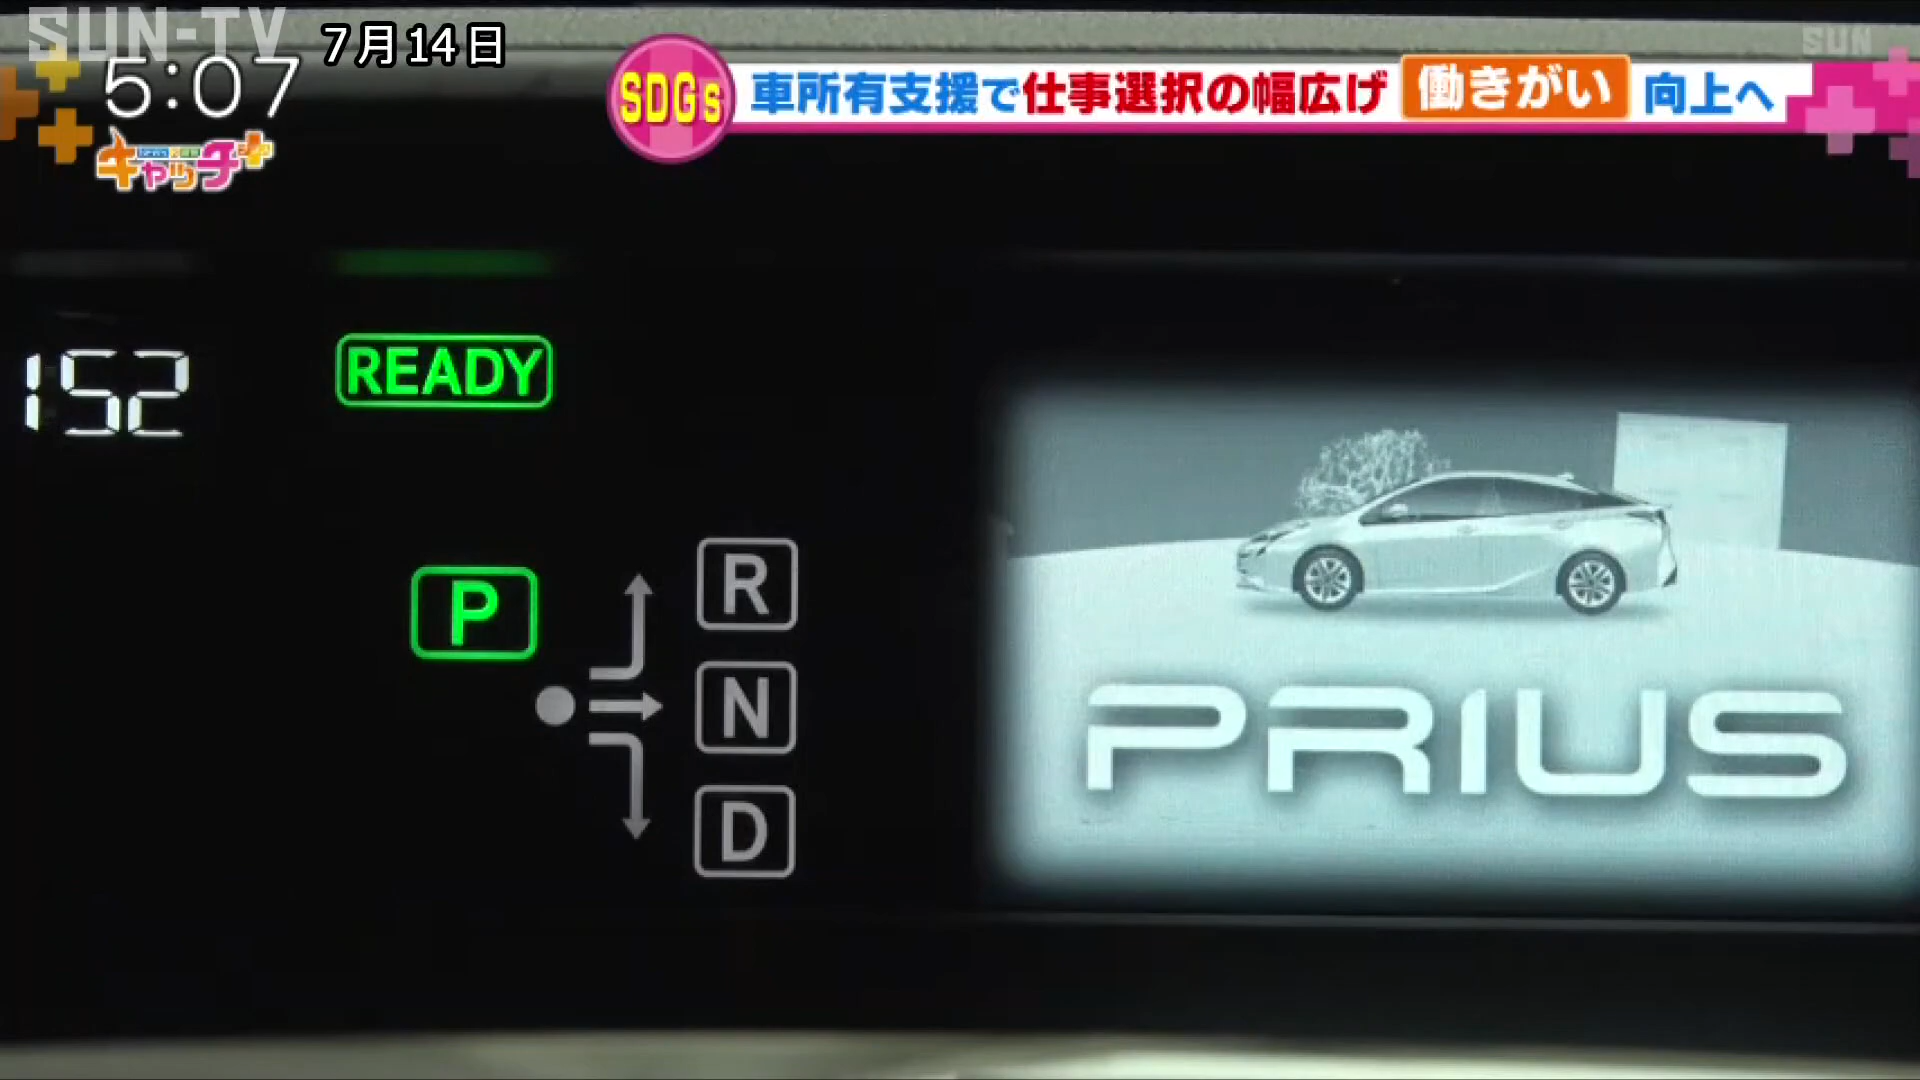 SUN-TV
7月14日
SUN
5:07
キャッチ+
SDGs
車所有支援で仕事選択の幅広げ 働きがい 向上へ
152
READY
P
R
N
D
PRIUS